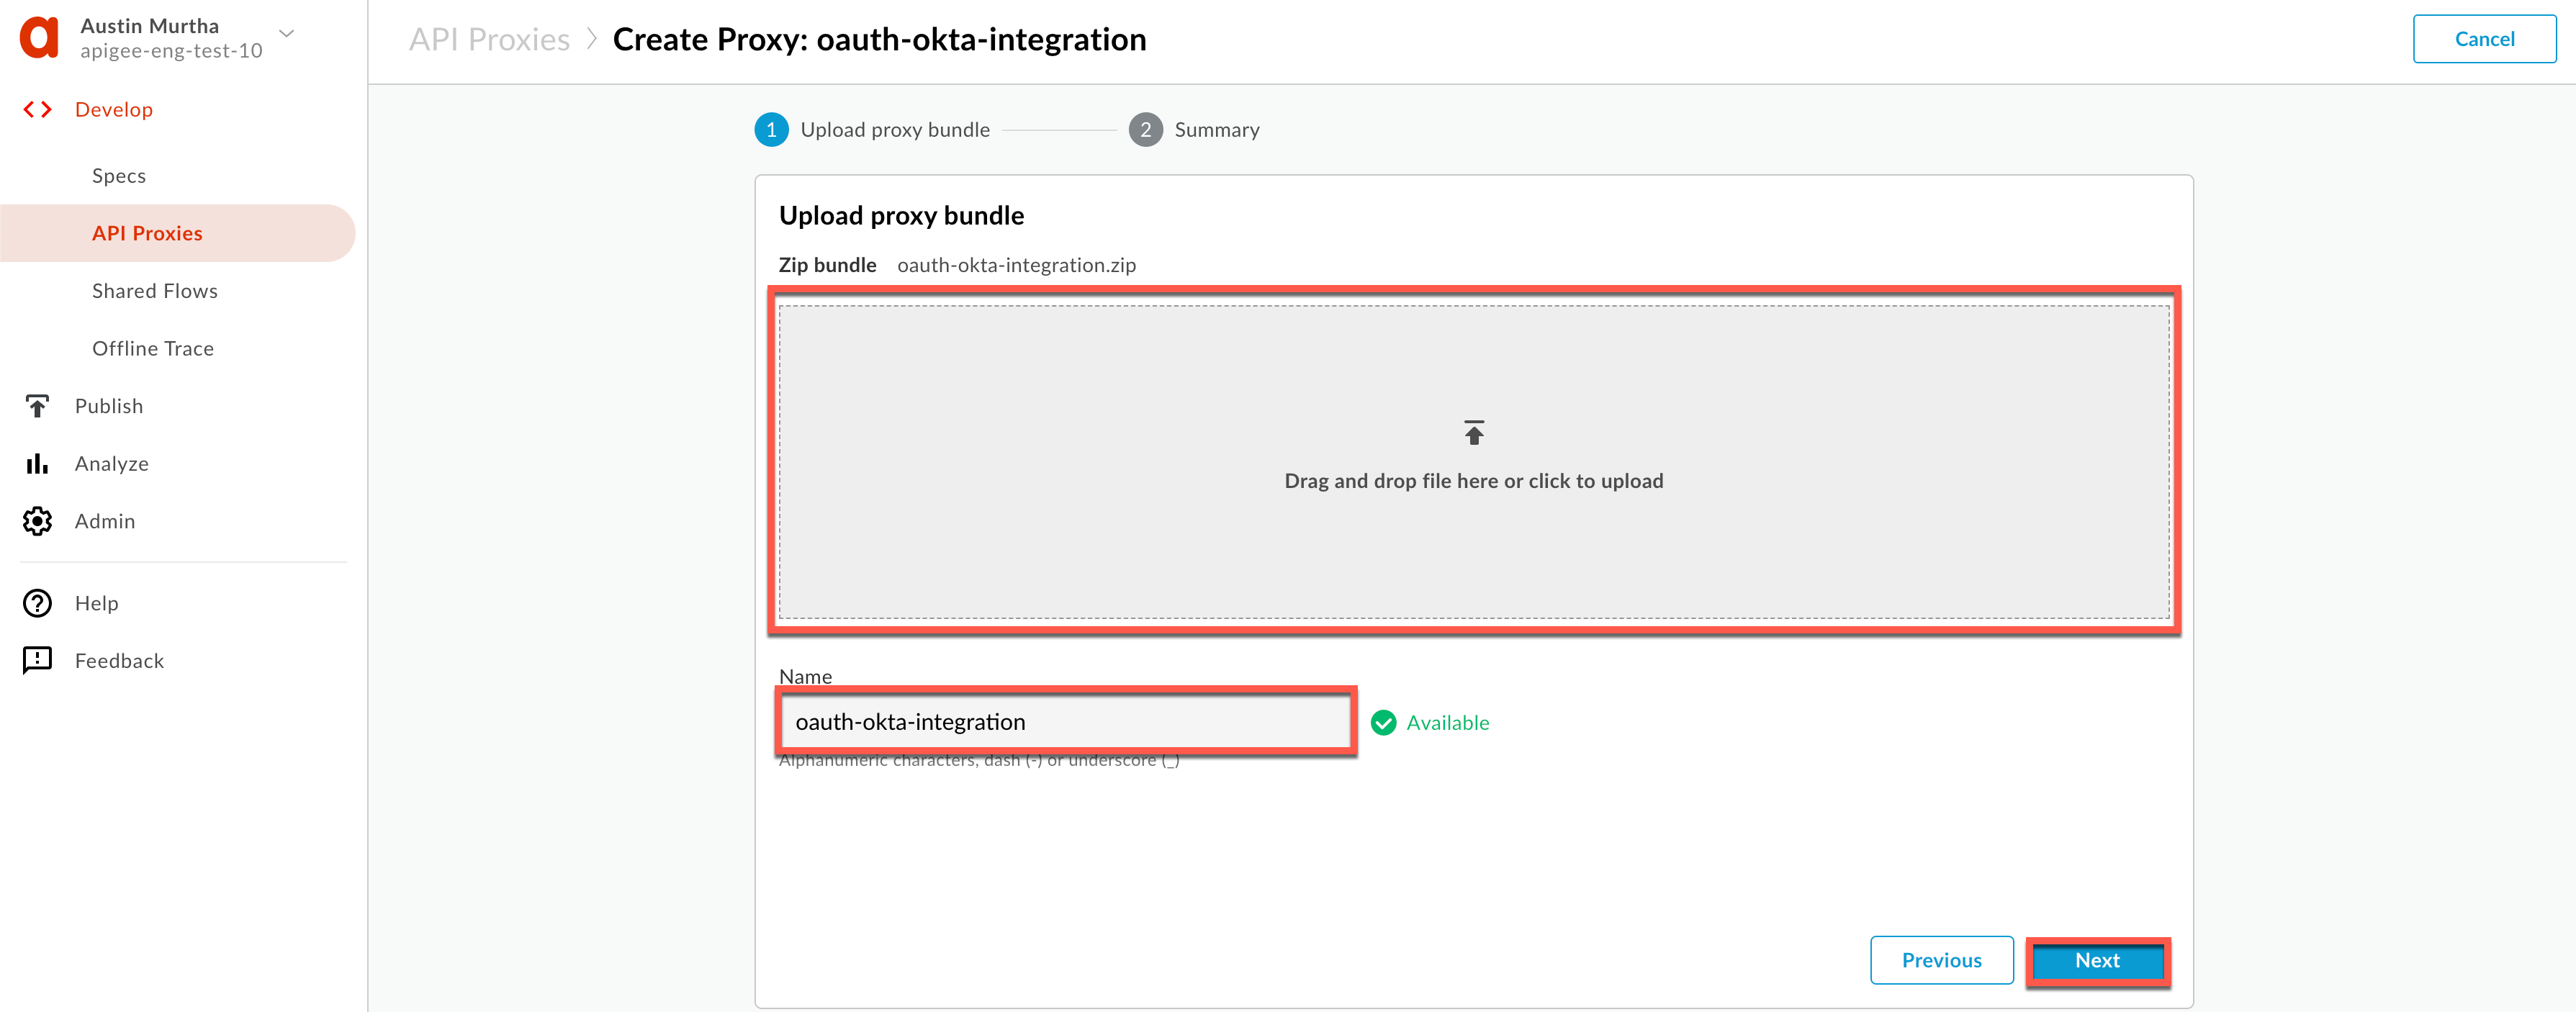 Austin Murtha
apigee-eng-test-10
Develop
Specs
API Proxies
Shared Flows
Offline Trace
Publish
Analyze
Admin
Help
Feedback
API Proxies > Create Proxy: oauth-okta-integration
Cancel
1 Upload proxy bundle
2 Summary
Upload proxy bundle
Zip bundle oauth-okta-integration.zip
Drag and drop file here or click to upload
Name
oauth-okta-integration
Available
Alphanumeric characters, dash (-) or underscore (_)
Previous
Next